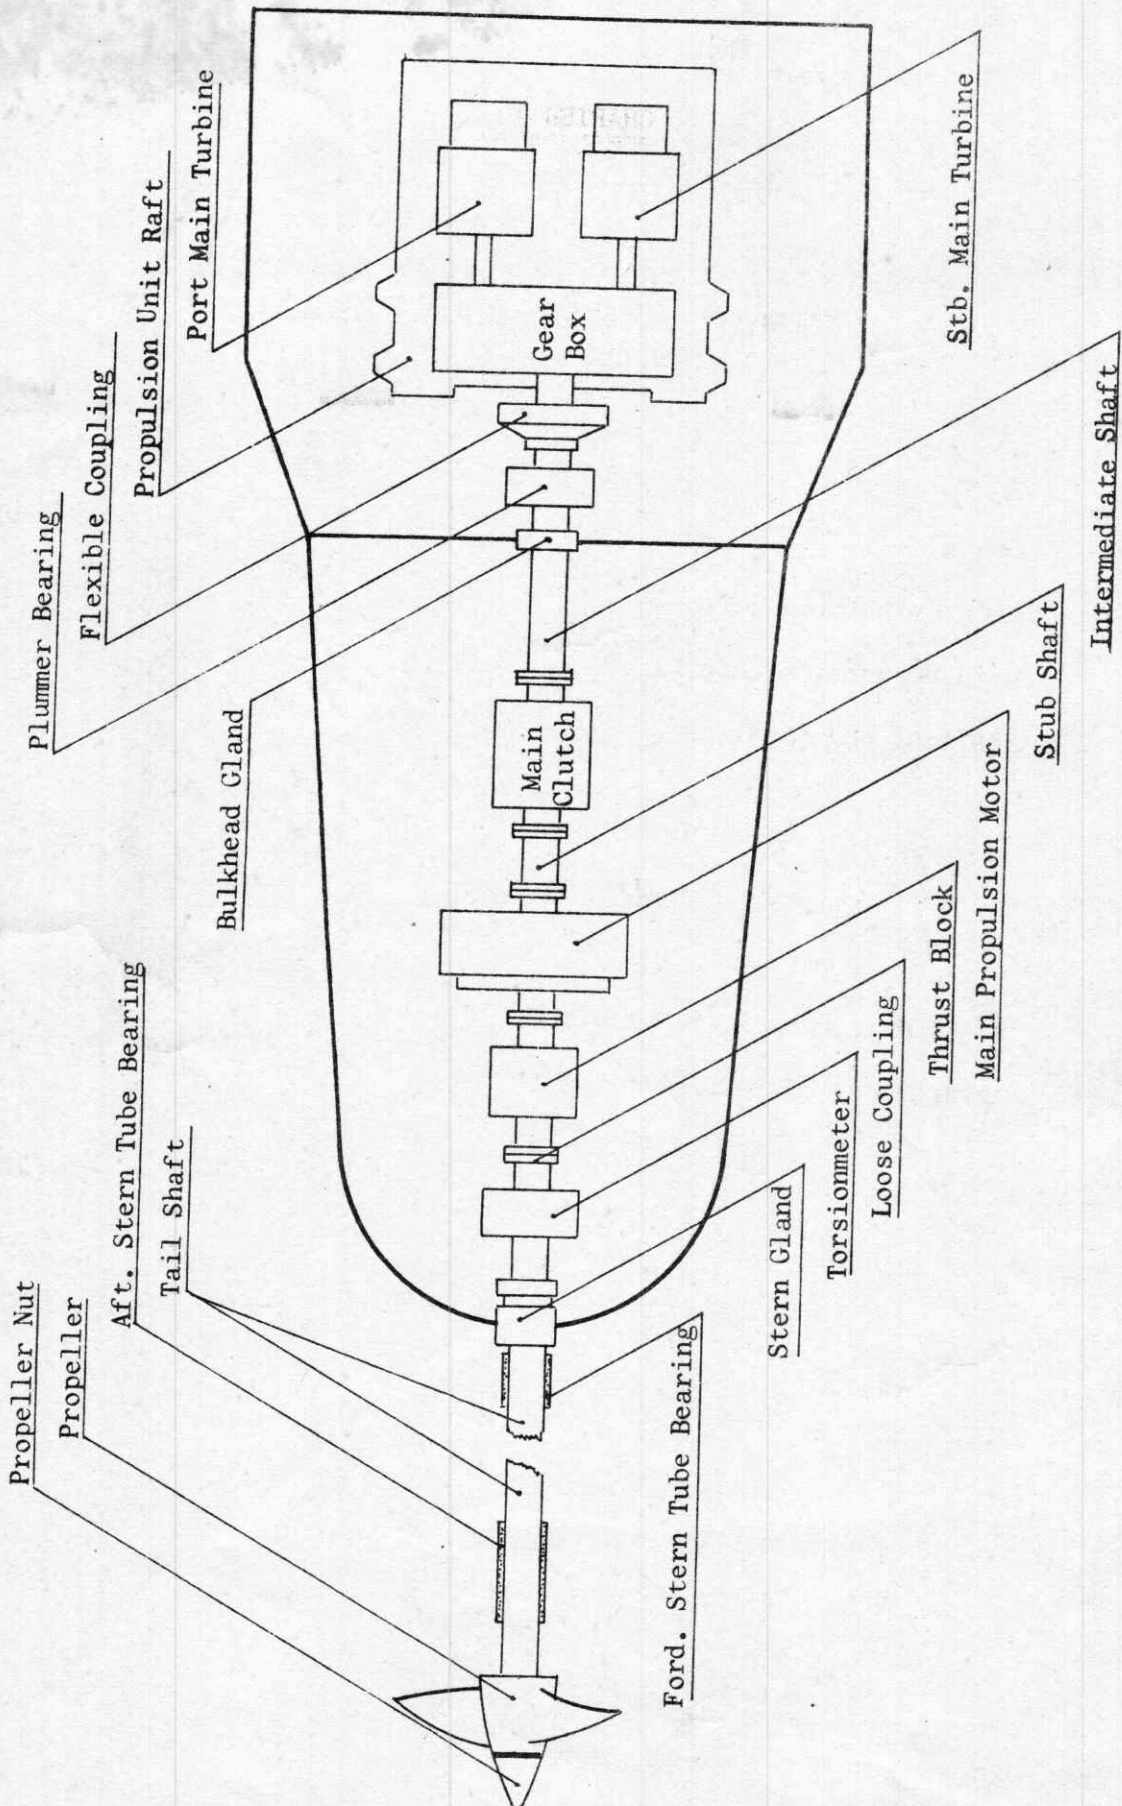 Propeller Nut
Propeller
Aft. Stern Tube Bearing
Tail Shaft
Bulkhead Gland
Plummer Bearing
Flexible Coupling
Propulsion Unit Raft
Port Main Turbine
Gear
Box
Main
Clutch
Ford. Stern Tube Bearing
Stern Gland
Torsionmeter
Loose Coupling
Thrust Block
Main Propulsion Motor
Stub Shaft
Intermediate Shaft
Stb. Main Turbine